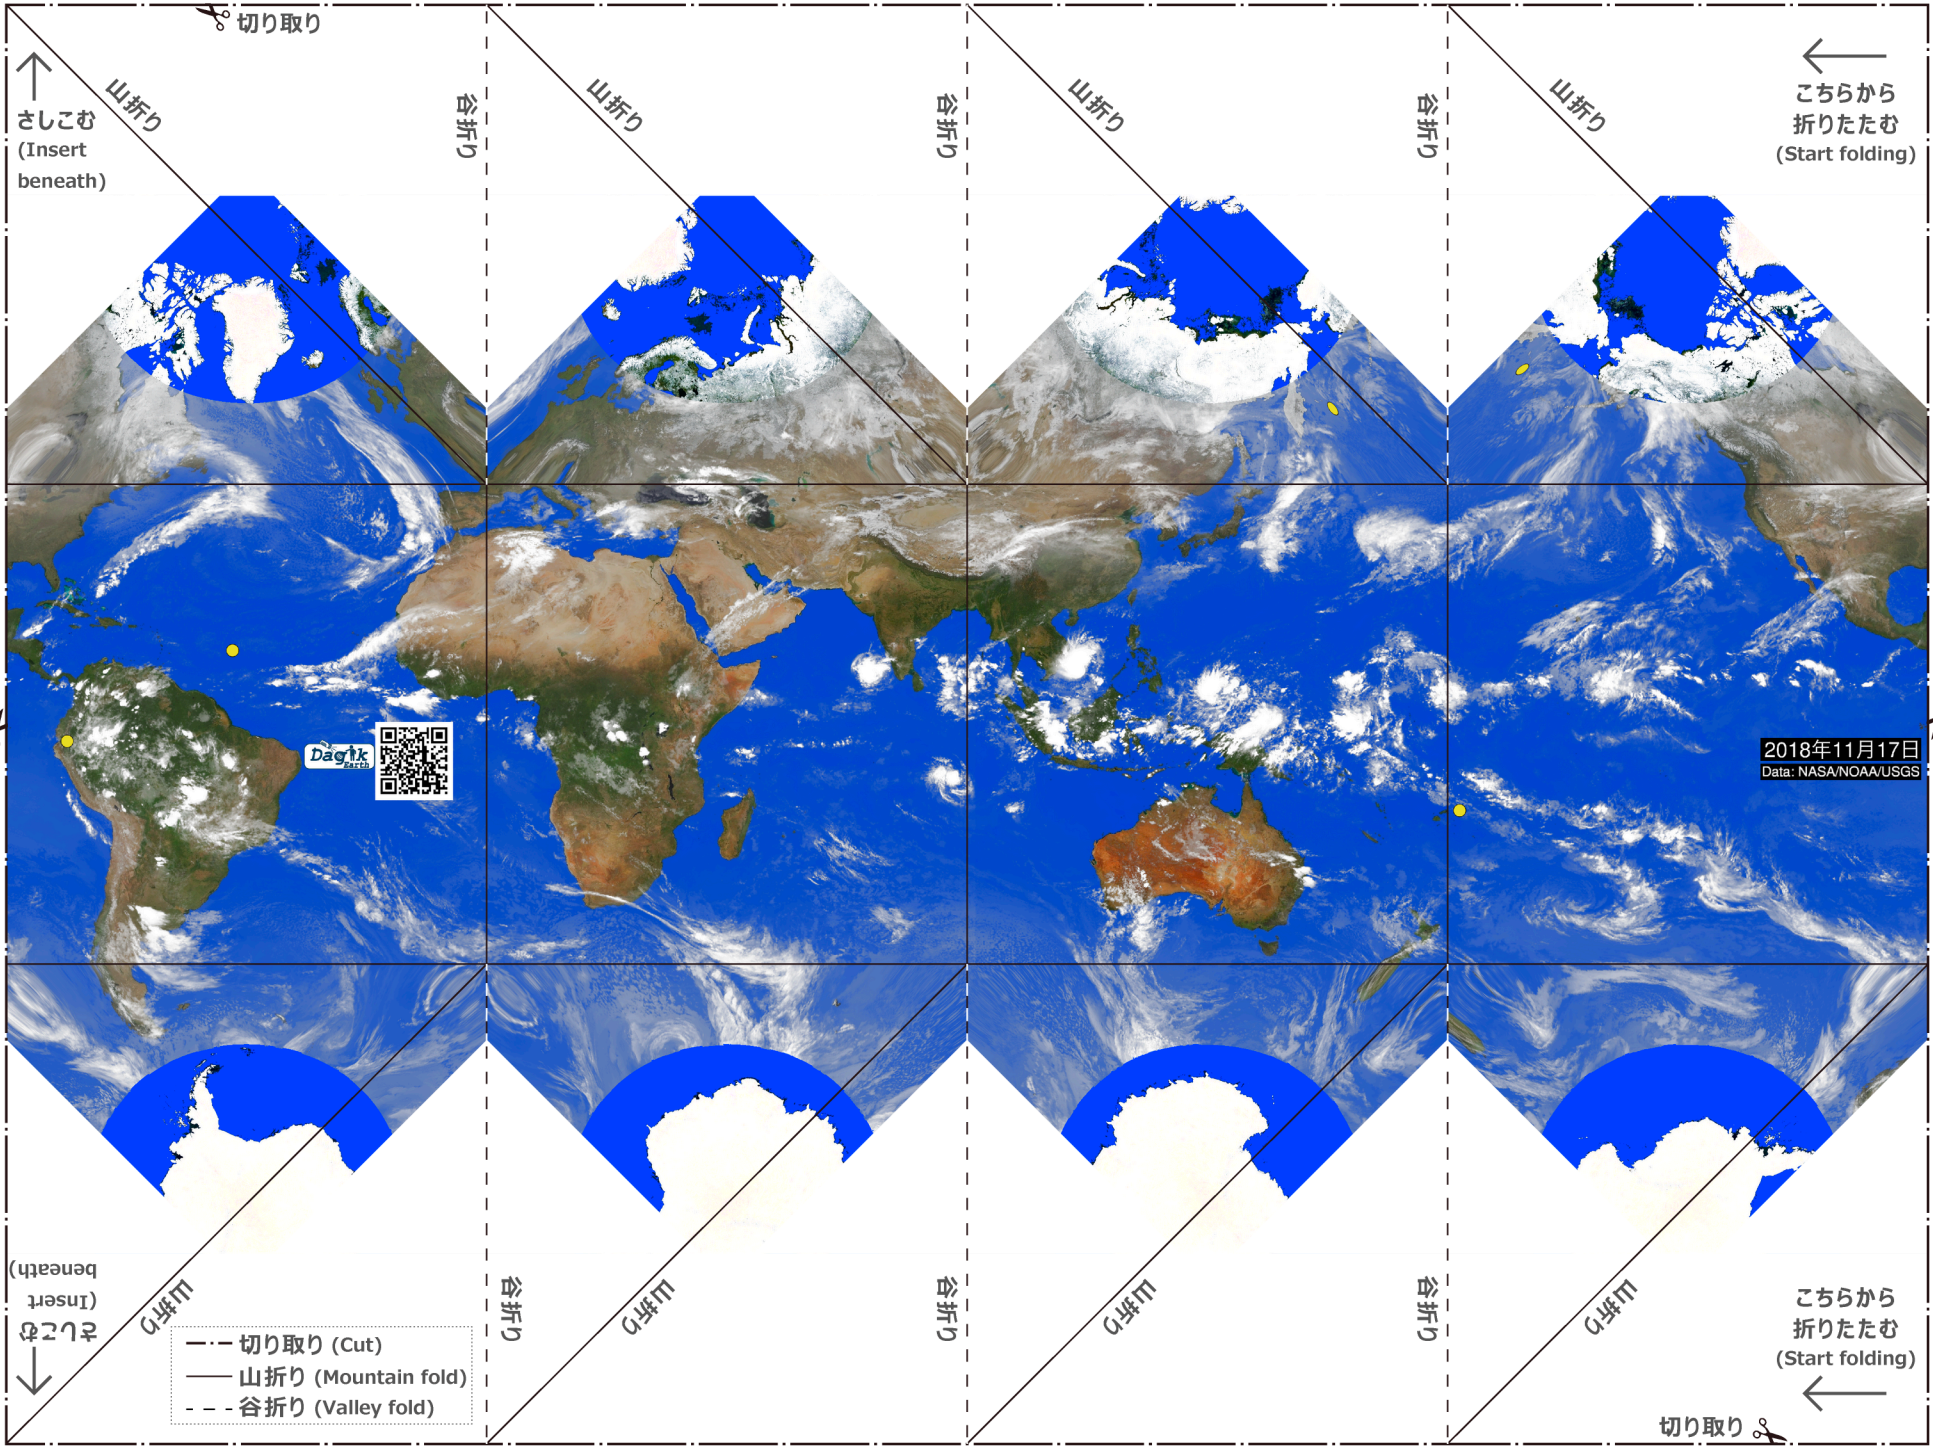 切り取り
さしこむ
(Insert
beneath)
山折り
谷折り
山折り
谷折り
山折り
谷折り
山折り
こちらから
折りたたむ
(Start folding)
Dagik
Earth
2018年11月17日
Data: NASA/NOAA/USGS
さしこむ
(Insert
beneath)
山折り
谷折り
山折り
谷折り
山折り
谷折り
山折り
こちらから
折りたたむ
(Start folding)
切り取り (Cut)
山折り (Mountain fold)
谷折り (Valley fold)
切り取り